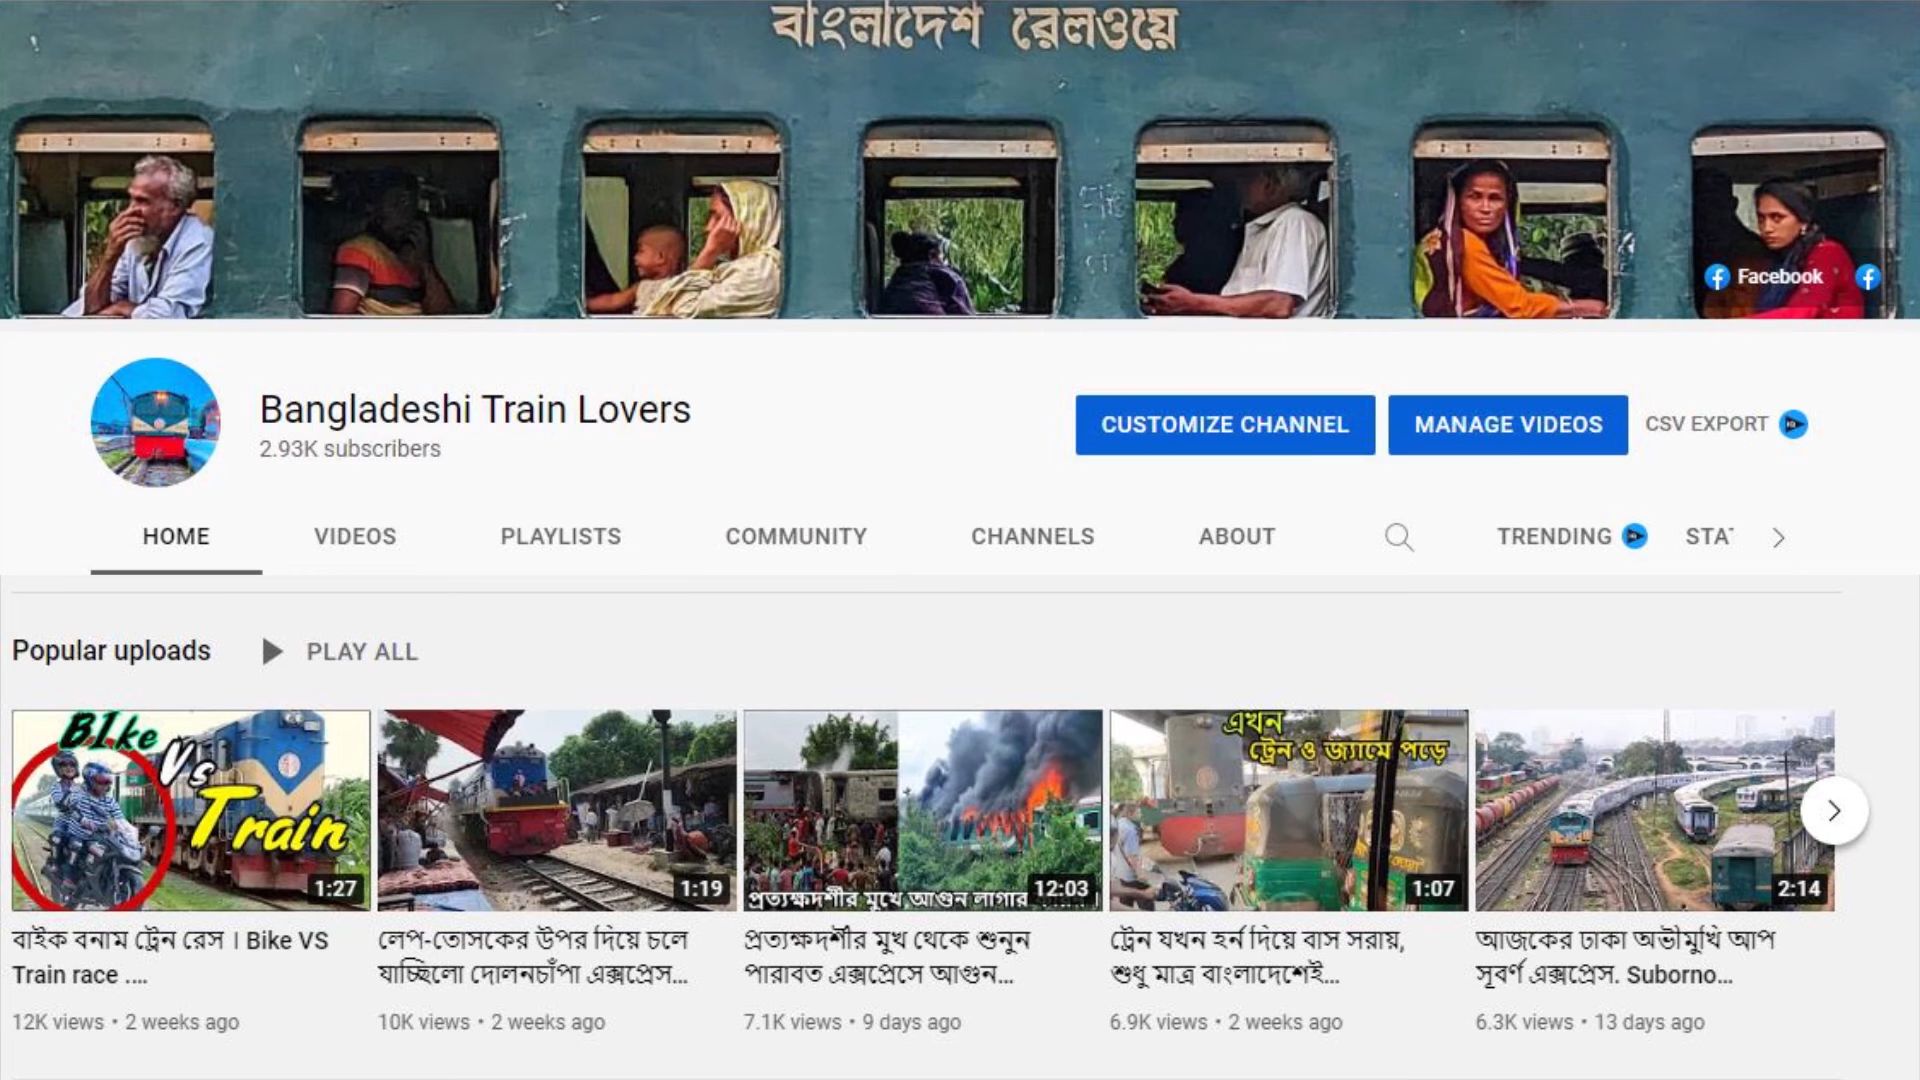 বাংলাদেশ রেলওয়ে
Facebook
Bangladeshi Train Lovers
2.93K subscribers
CUSTOMIZE CHANNEL
MANAGE VIDEOS
CSV EXPORT
HOME
VIDEOS
PLAYLISTS
COMMUNITY
CHANNELS
ABOUT
TRENDING
STA
Popular uploads
PLAY ALL
BIke
Vs
Train
1:27
1:19
প্রত্যক্ষদর্শীর মুখে আগুন লাগার
12:03
এখন
ট্রেন ও জ্যামে পড়ে
1:07
2:14
বাইক বনাম ট্রেন রেস । Bike VS
Train race ....
12K views • 2 weeks ago
লেপ-তোসকের উপর দিয়ে চলে
যাচ্ছিলো দোলনচাঁপা এক্সপ্রেস...
10K views • 2 weeks ago
প্রত্যক্ষদর্শীর মুখ থেকে শুনুন
পারাবত এক্সপ্রেসে আগুন...
7.1K views • 9 days ago
ট্রেন যখন হর্ন দিয়ে বাস সরায়,
শুধু মাত্র বাংলাদেশেই...
6.9K views • 2 weeks ago
আজকের ঢাকা অভীমুখি আপ
সূবর্ণ এক্সপ্রেস. Suborno...
6.3K views • 13 days ago